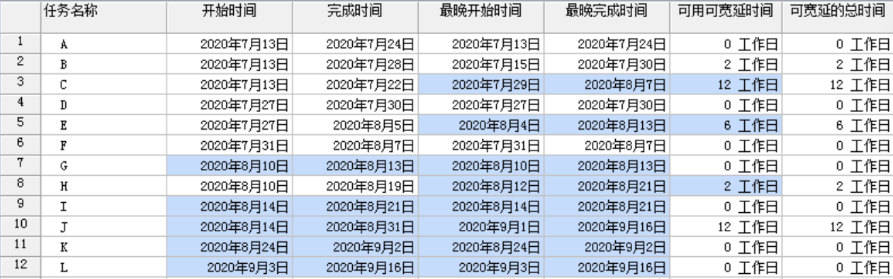 任务名称 开始时间 完成时间 最晚开始时间 最晚完成时间 可用可宽延时间 可宽延的总时间
1 A 2020年7月13日 2020年7月24日 2020年7月13日 2020年7月24日 0 工作日 0 工作日
2 B 2020年7月13日 2020年7月28日 2020年7月15日 2020年7月30日 2 工作日 2 工作日
3 C 2020年7月13日 2020年7月22日 2020年7月29日 2020年8月7日 12 工作日 12 工作日
4 D 2020年7月27日 2020年7月30日 2020年7月27日 2020年7月30日 0 工作日 0 工作日
5 E 2020年7月27日 2020年8月5日 2020年8月4日 2020年8月13日 6 工作日 6 工作日
6 F 2020年7月31日 2020年8月7日 2020年7月31日 2020年8月7日 0 工作日 0 工作日
7 G 2020年8月10日 2020年8月13日 2020年8月10日 2020年8月13日 0 工作日 0 工作日
8 H 2020年8月10日 2020年8月19日 2020年8月12日 2020年8月21日 2 工作日 2 工作日
9 I 2020年8月14日 2020年8月21日 2020年8月14日 2020年8月21日 0 工作日 0 工作日
10 J 2020年8月14日 2020年8月31日 2020年9月1日 2020年9月16日 12 工作日 12 工作日
11 K 2020年8月24日 2020年9月2日 2020年8月24日 2020年9月2日 0 工作日 0 工作日
12 L 2020年9月3日 2020年9月16日 2020年9月3日 2020年9月16日 0 工作日 0 工作日